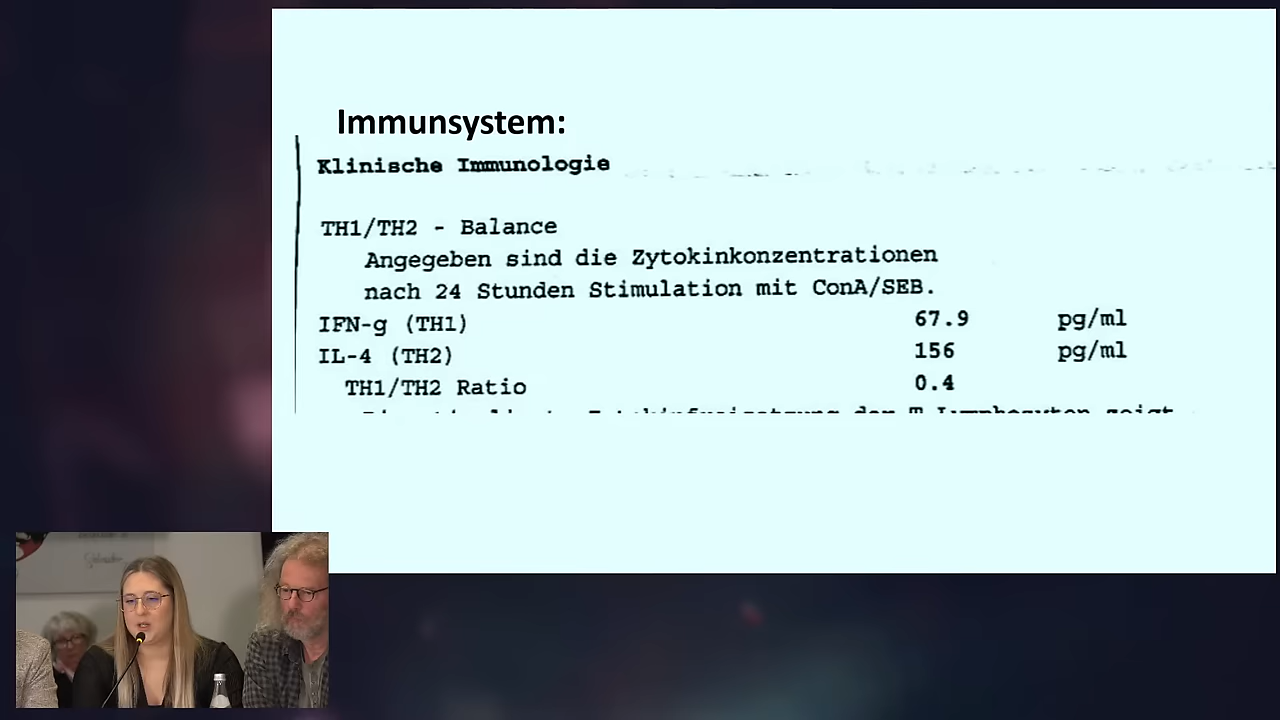 Immunsystem:
Klinische Immunologie
TH1/TH2 - Balance
Angegeben sind die Zytokinkonzentrationen
nach 24 Stunden Stimulation mit ConA/SEB.
IFN-g (TH1) 67.9 pg/ml
IL-4 (TH2) 156 pg/ml
TH1/TH2 Ratio 0.4